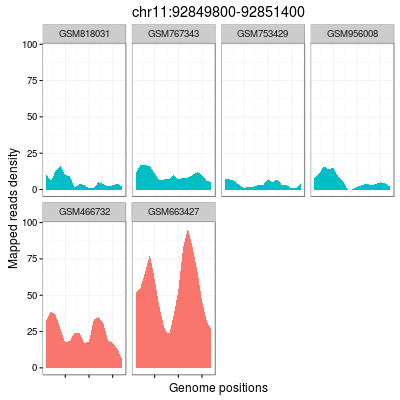 chr11:92849800-92851400
GSM818031 GSM767343 GSM753429 GSM956008
100
75
50
25
0
GSM466732 GSM663427
100
75
50
25
0
Mapped reads density
Genome positions